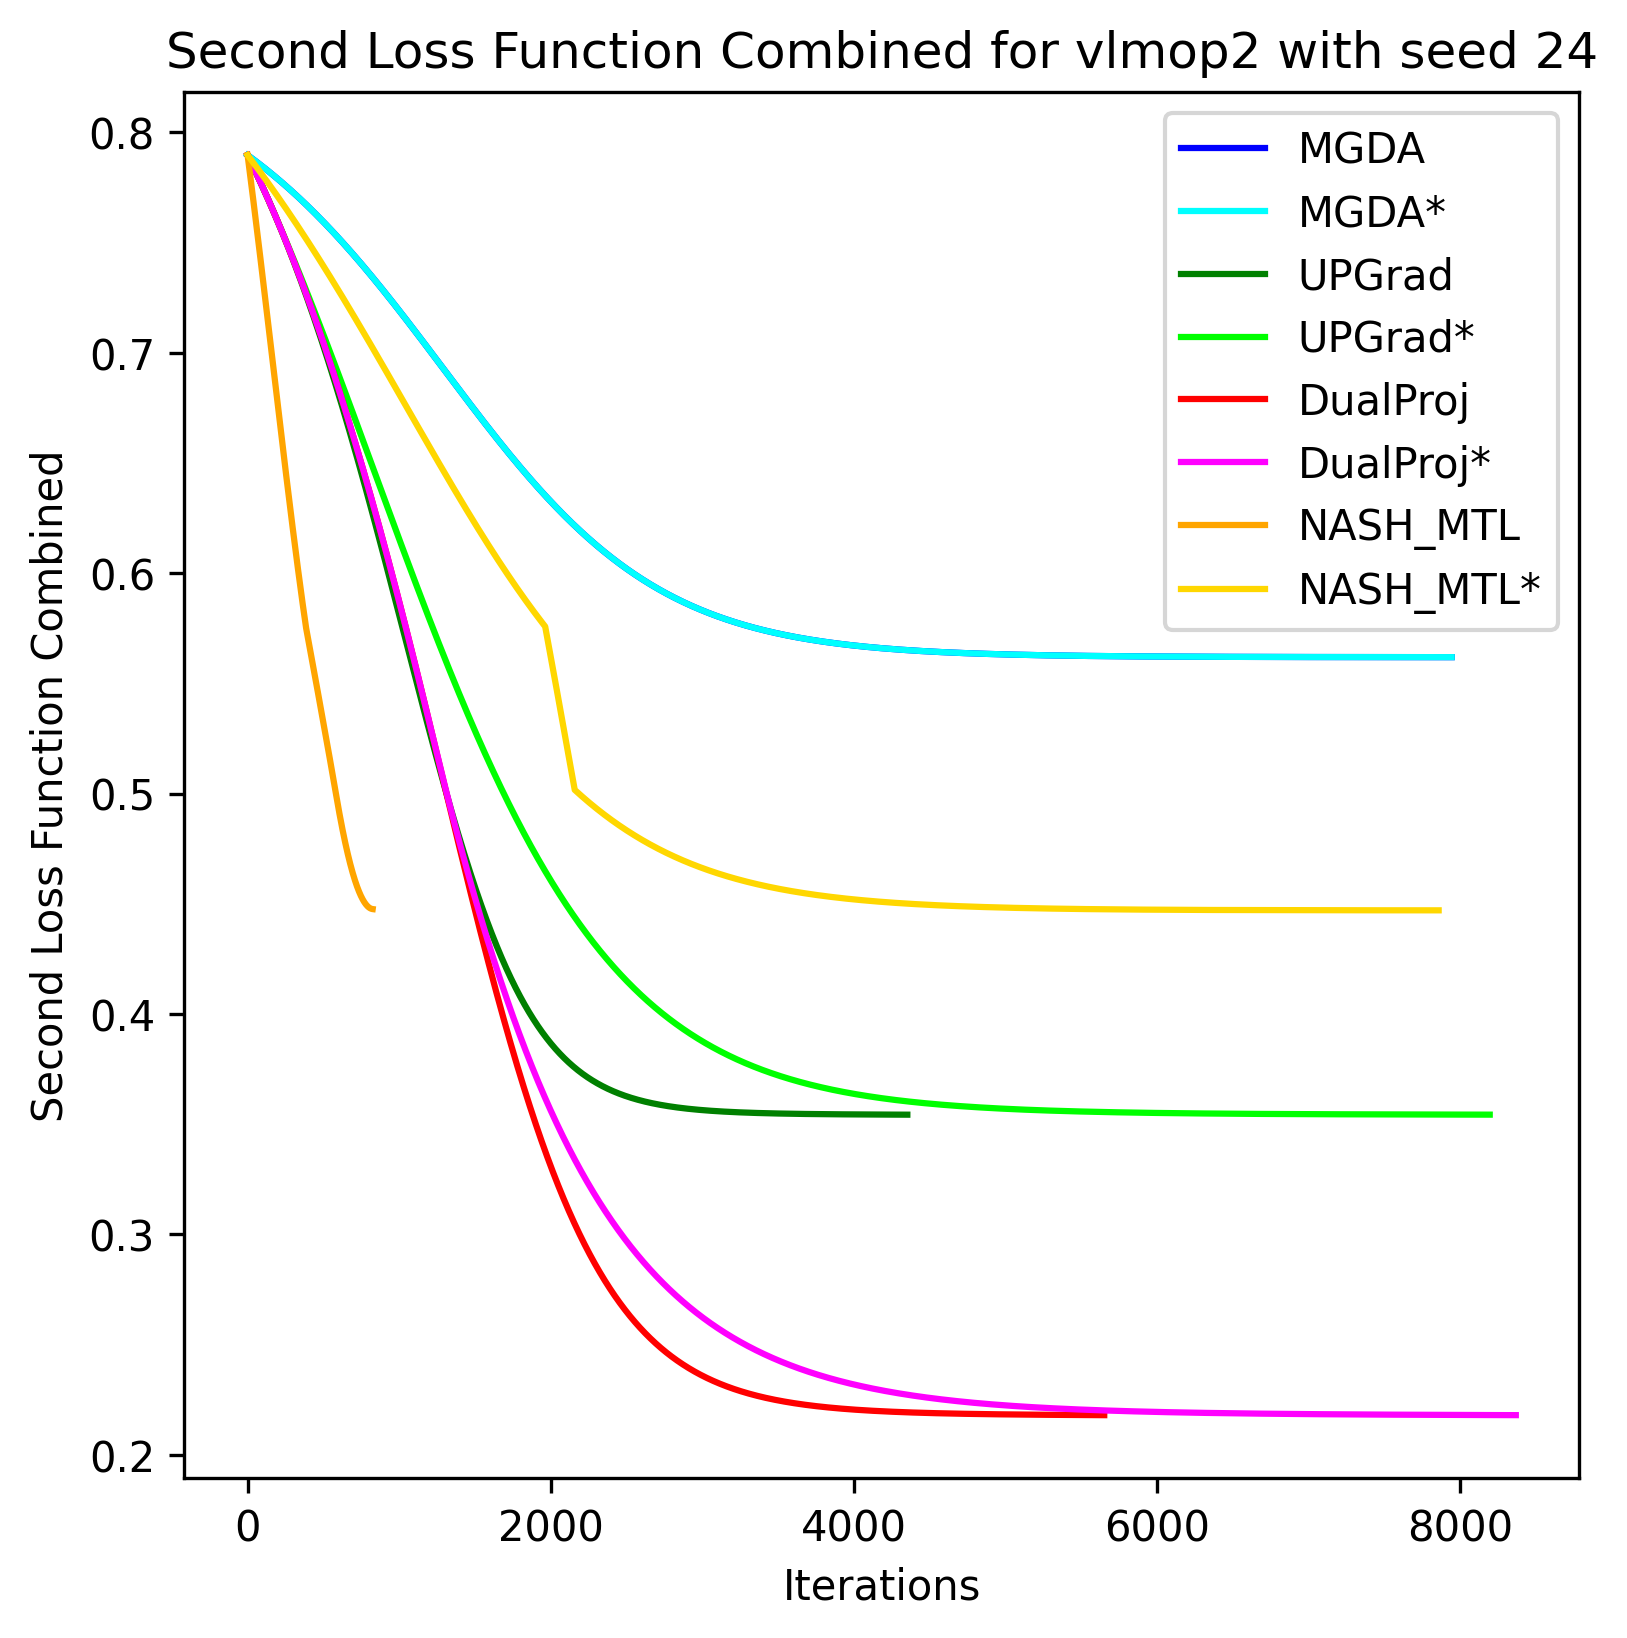 Second Loss Function Combined for vlmop2 with seed 24
0.8
0.7
0.6
0.5
0.4
0.3
0.2
Second Loss Function Combined
MGDA
MGDA*
UPGrad
UPGrad*
DualProj
DualProj*
NASH_MTL
NASH_MTL*
0 2000 4000 6000 8000
Iterations